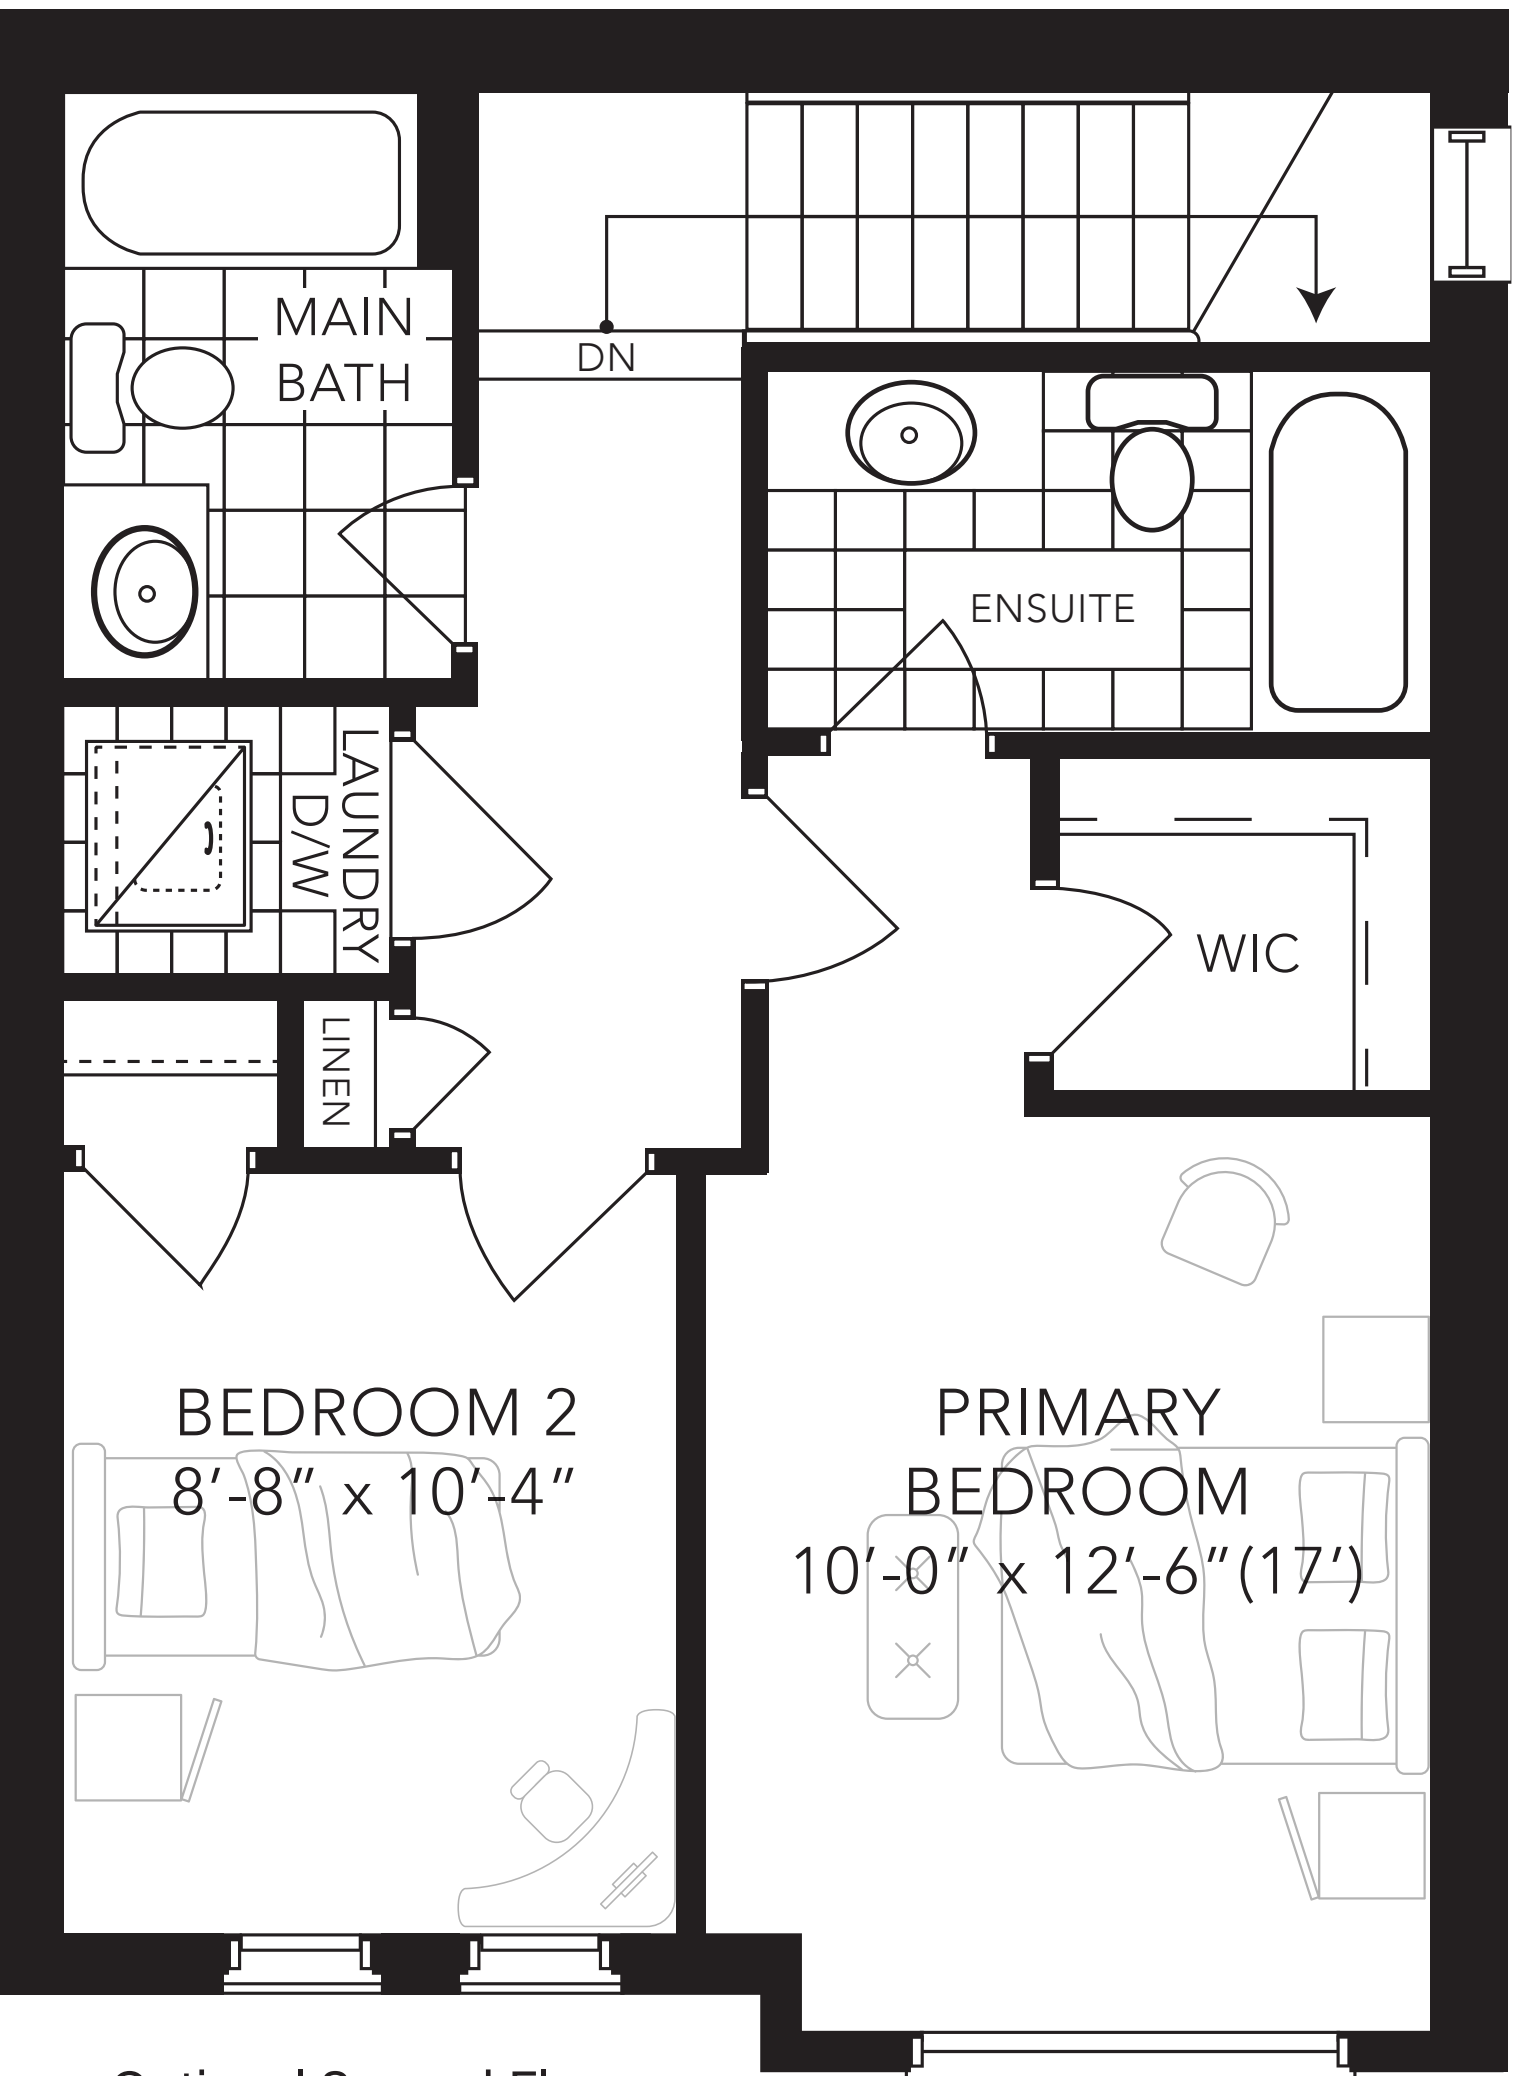 MAIN
BATH
DN
ENSUITE
LAUNDRY
D/W
WIC
LINEN
BEDROOM 2
8'-8" x 10'-4"
PRIMARY
BEDROOM
10'-0" x 12'-6"(17')